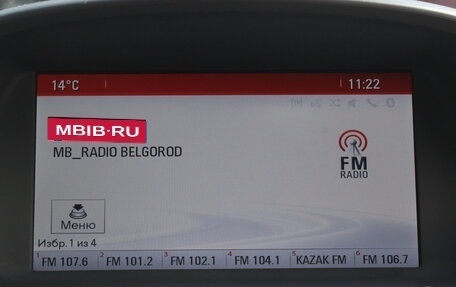 14°C
11:22
MBIB·RU
MB_RADIO BELGOROD
FM
RADIO
Меню
Избр. 1 из 4
1 FM 107.6 2 FM 101.2 3 FM 102.1 4 FM 104.1 5 KAZAK FM 6 FM 106.7